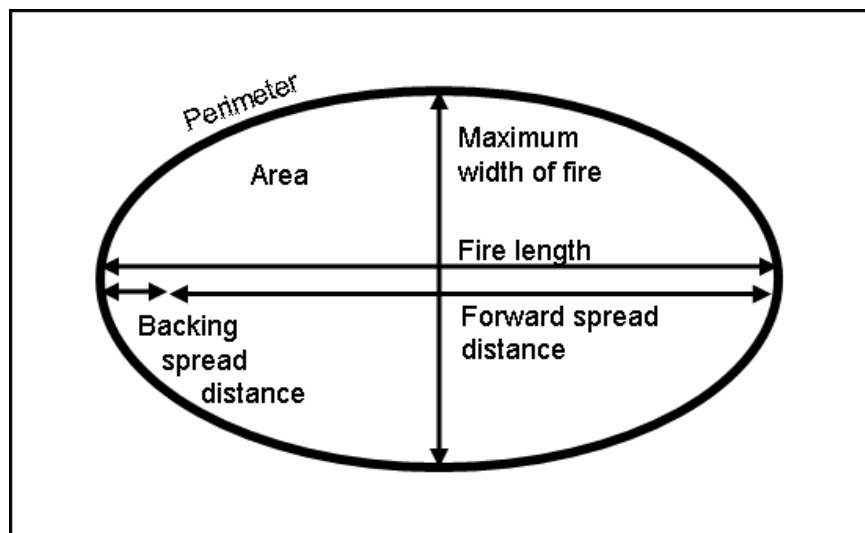 Perimeter
Maximum
width of fire
Area
Fire length
Backing
spread
distance
Forward spread
distance